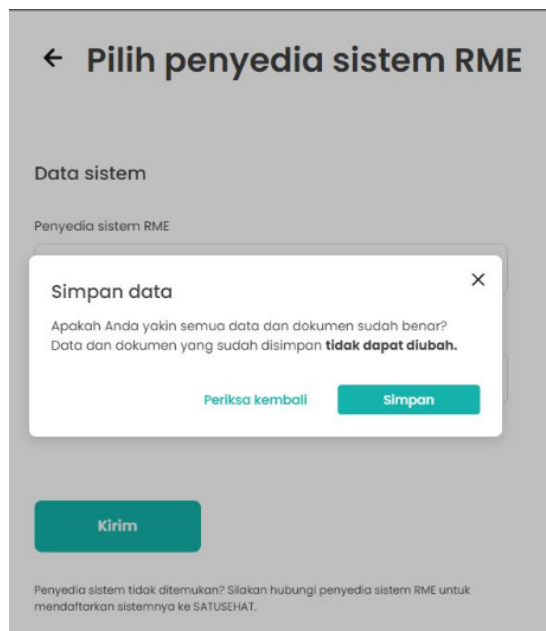 ← Pilih penyedia sistem RME
Data sistem
Penyedia sistem RME
Simpan data
Apakah Anda yakin semua data dan dokumen sudah benar?
Data dan dokumen yang sudah disimpan tidak dapat diubah.
Periksa kembali Simpan
Kirim
Penyedia sistem tidak ditemukan? Silakan hubungi penyedia sistem RME untuk
mendaftarkan sistemnya ke SATUSEHAT.